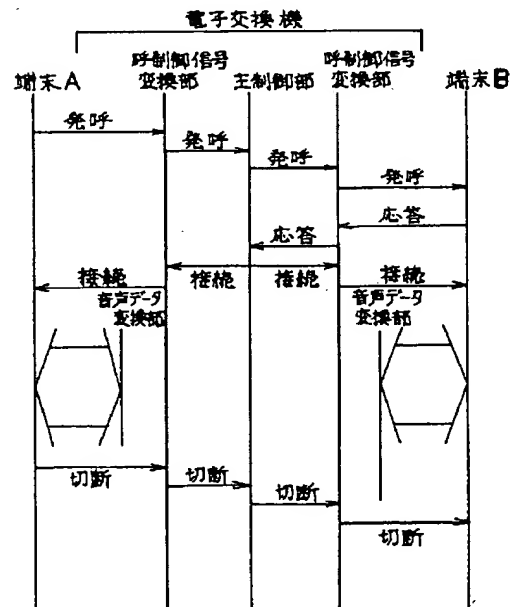 電子交換機
端末A
呼制御信号
変換部
主制御部
呼制御信号
変換部
端末B
発呼
発呼
発呼
発呼
応答
応答
接続
接続
接続
接続
音声データ
変換部
音声データ
変換部
切断
切断
切断
切断